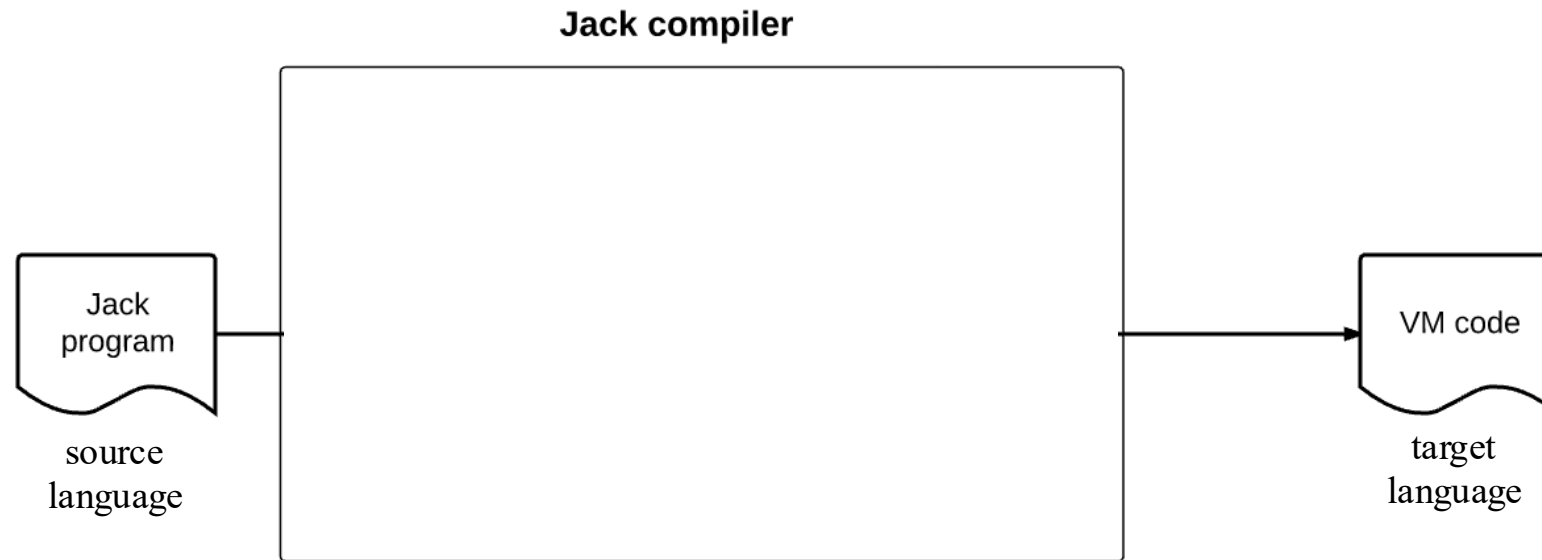 Jack compiler
Jack
program
VM code
source
language
target
language